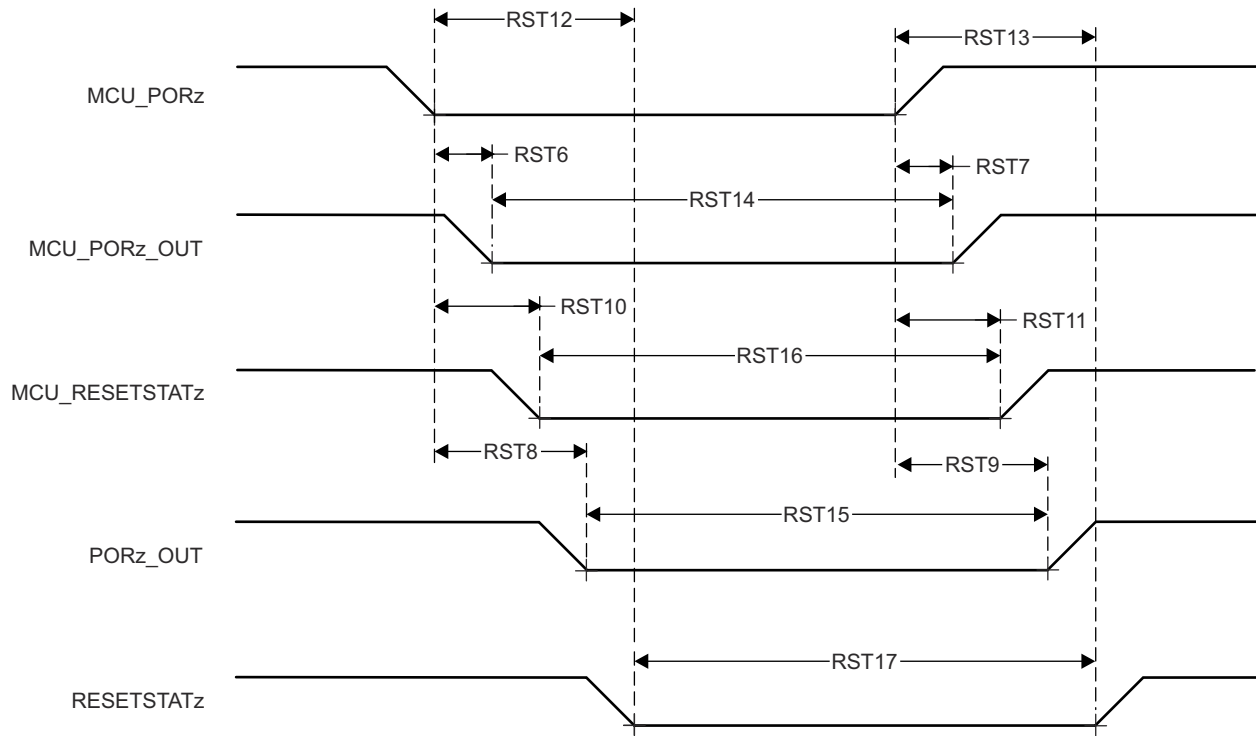 RST12
RST13
MCU_PORz
RST6
RST7
RST14
MCU_PORz_OUT
RST10
RST11
RST16
MCU_RESETSTATz
RST8
RST9
RST15
PORz_OUT
RST17
RESETSTATz